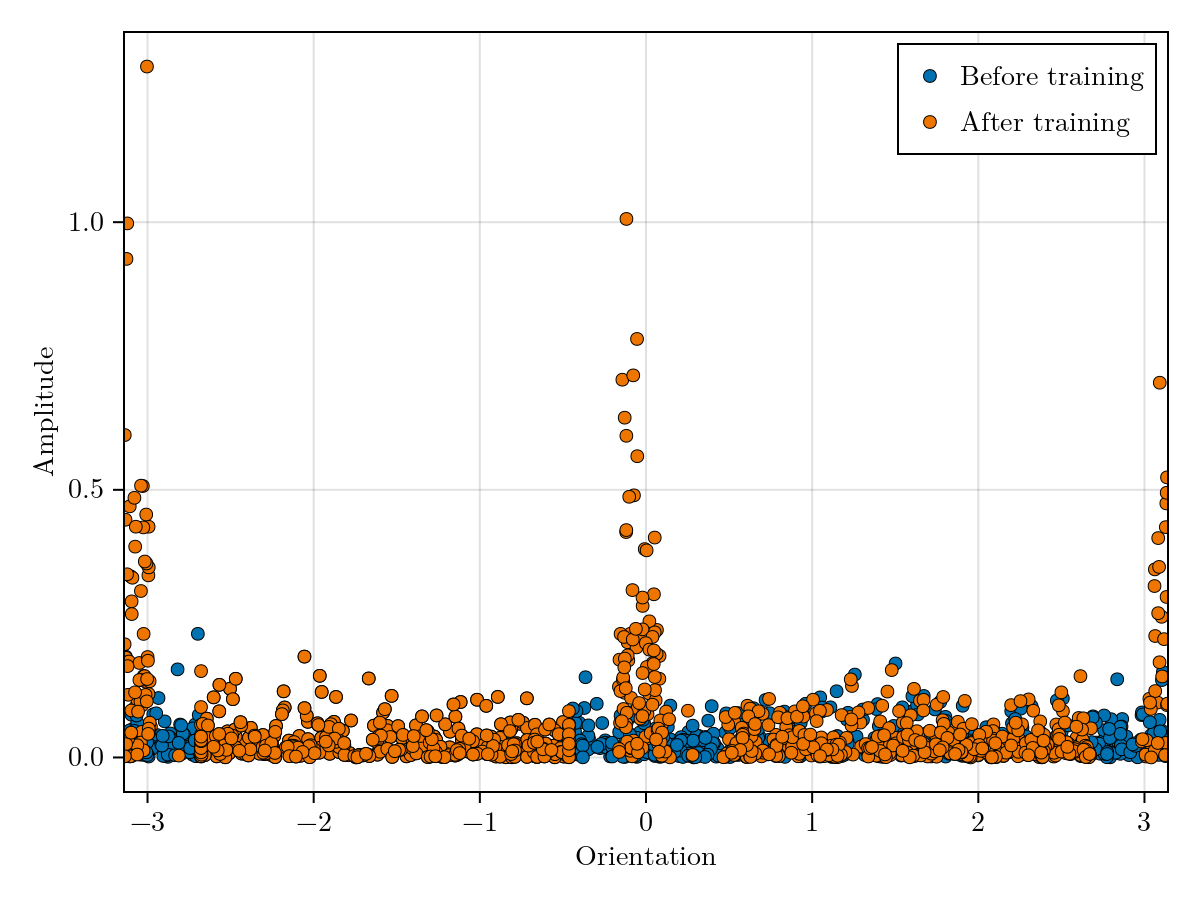 Before training
After training
1.0
0.5
0.0
Amplitude
−3 −2 −1 0 1 2 3
Orientation